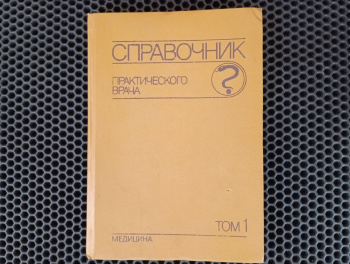 СПРАВОЧНИК
ПРАКТИЧЕСКОГО
ВРАЧА
ТОМ 1
МЕДИЦИНА